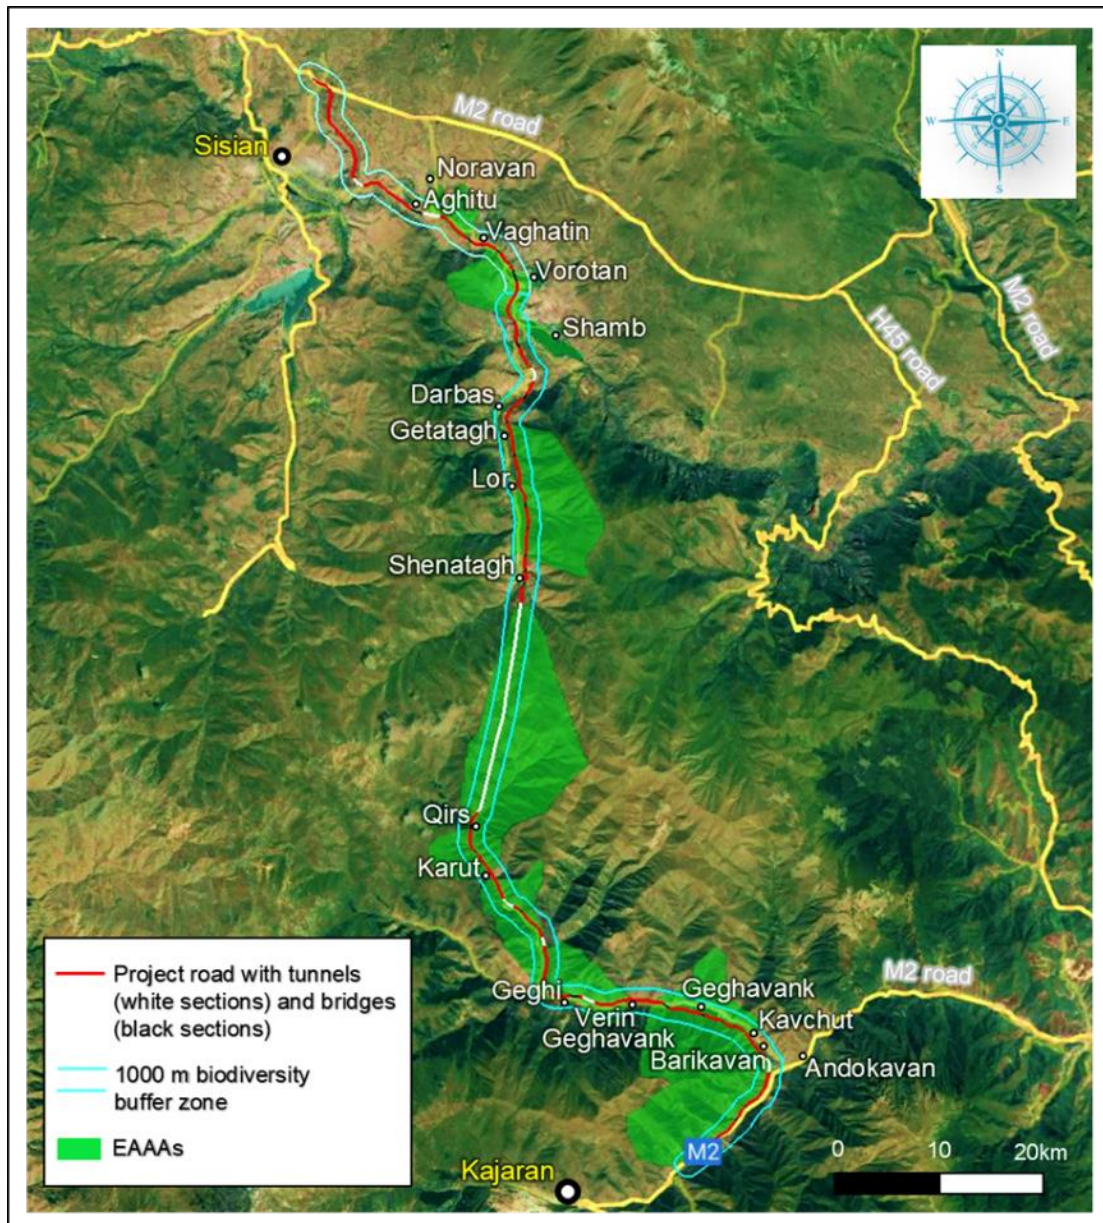 N
W
E
S
M2 road
Sisian
Noravan
Aghitu
Vaghatin
Vorotan
Shamb
M2 road
H45 road
Darbas
Getatagh
Lor
Shenatagh
Qirs
Karut
M2 road
Geghi
Geghavank
Verin
Geghavank
Kavchut
Barikavan
Andokavan
M2
Kajaran
Project road with tunnels
(white sections) and bridges
(black sections)
1000 m biodiversity
buffer zone
EAAAs
0 10 20km